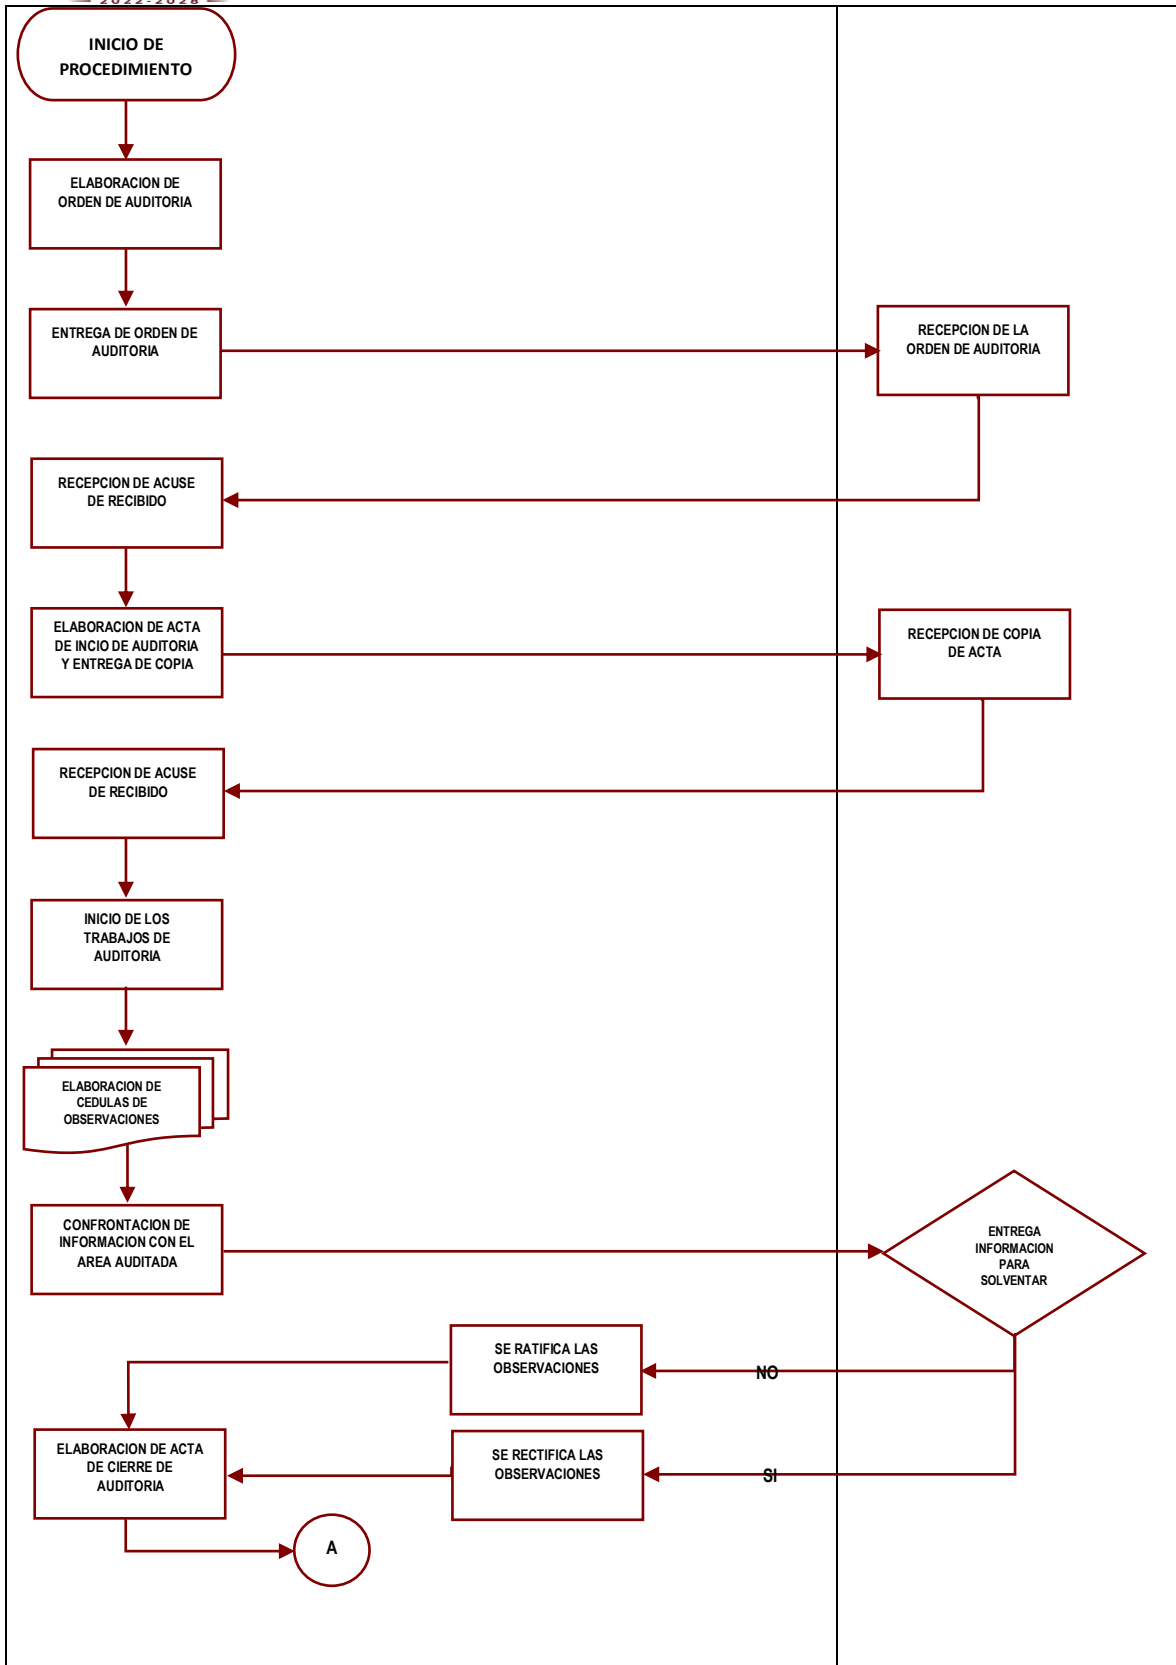 2022-2028
INICIO DE
PROCEDIMIENTO
ELABORACION DE
ORDEN DE AUDITORIA
ENTREGA DE ORDEN DE
AUDITORIA
RECEPCION DE LA
ORDEN DE AUDITORIA
RECEPCION DE ACUSE
DE RECIBIDO
ELABORACION DE ACTA
DE INCIO DE AUDITORIA
Y ENTREGA DE COPIA
RECEPCION DE COPIA
DE ACTA
RECEPCION DE ACUSE
DE RECIBIDO
INICIO DE LOS
TRABAJOS DE
AUDITORIA
ELABORACION DE
CEDULAS DE
OBSERVACIONES
CONFRONTACION DE
INFORMACION CON EL
AREA AUDITADA
ENTREGA
INFORMACION
PARA
SOLVENTAR
SE RATIFICA LAS
OBSERVACIONES
NO
ELABORACION DE ACTA
DE CIERRE DE
AUDITORIA
SE RECTIFICA LAS
OBSERVACIONES
SI
A